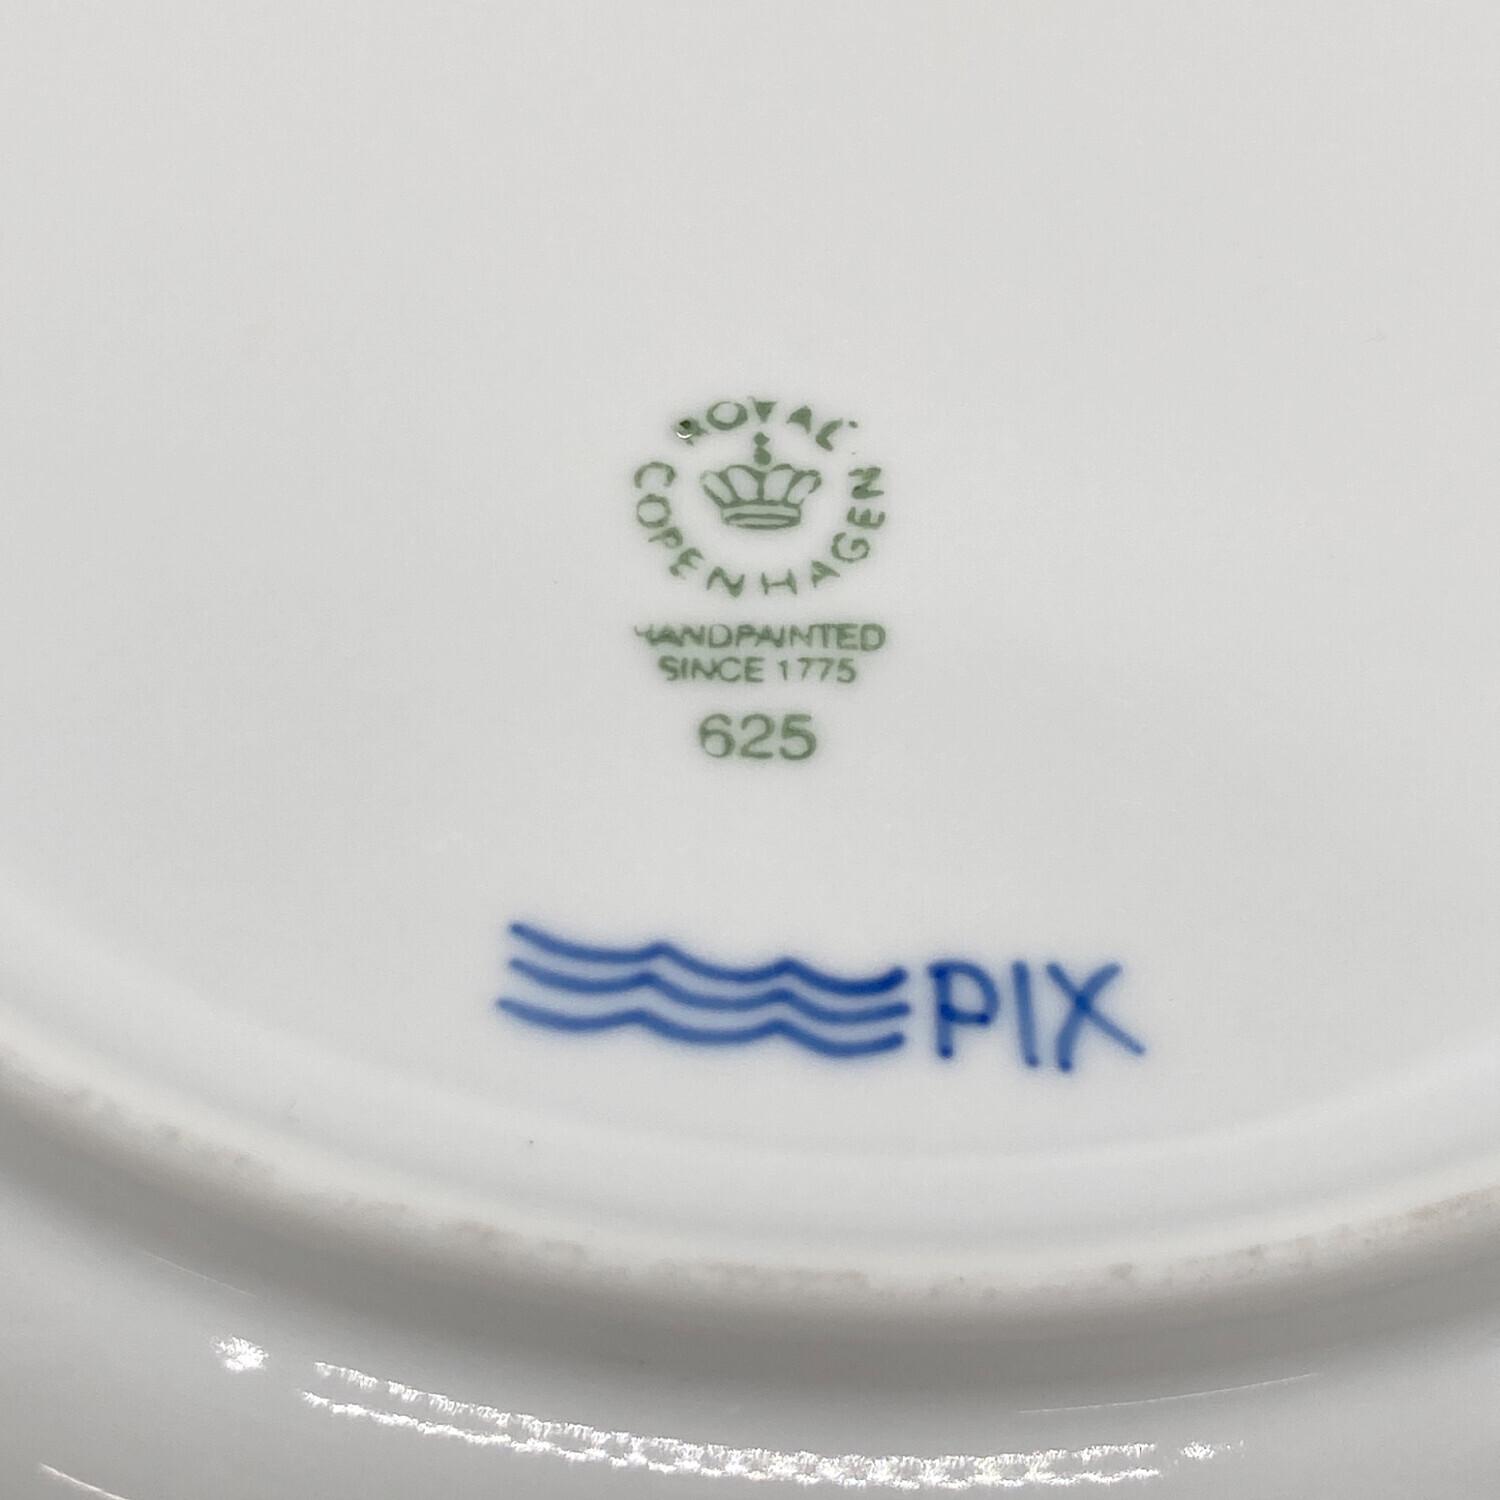 ROYAL
COPENHAGEN
HANDPAINTED
SINCE 1775
625
PIX